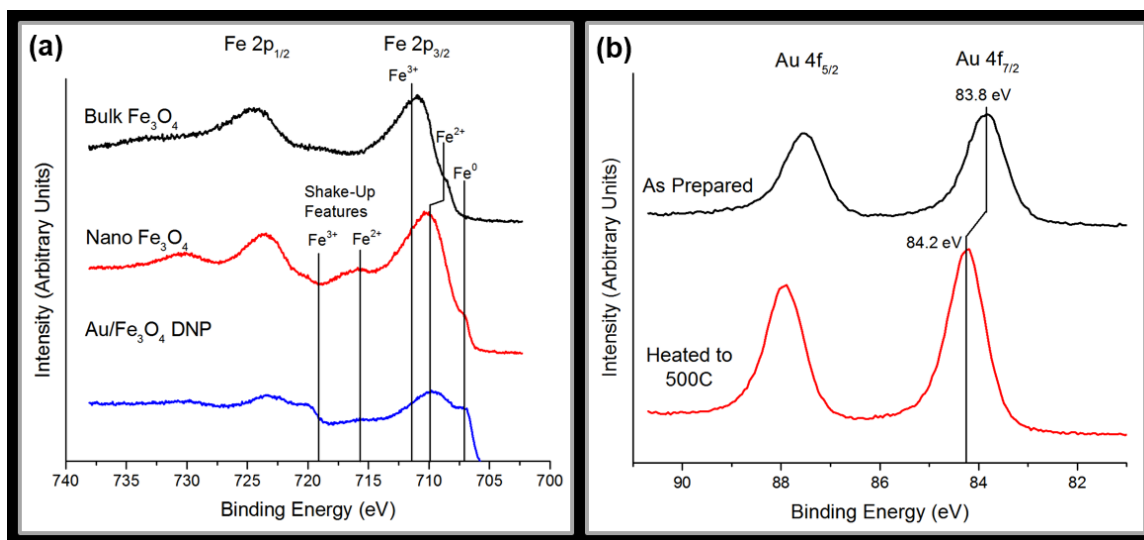 (a)
Fe 2p₁/₂
Fe 2p₃/₂
Fe³⁺
Bulk Fe₃O₄
Fe²⁺
Fe⁰
Shake-Up
Features
Nano Fe₃O₄
Fe³⁺
Fe²⁺
Au/Fe₃O₄ DNP
Intensity (Arbitrary Units)
740 735 730 725 720 715 710 705 700
Binding Energy (eV)
(b)
Au 4f₅/₂
Au 4f₇/₂
83.8 eV
As Prepared
84.2 eV
Heated to
500C
Intensity (Arbitrary Units)
90 88 86 84 82
Binding Energy (eV)